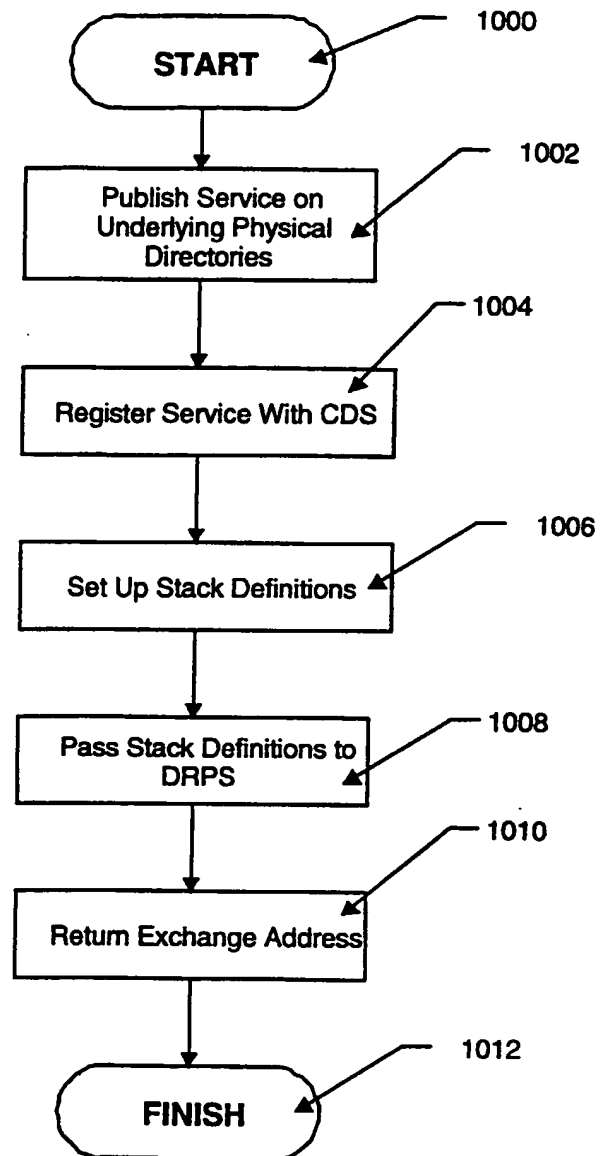 1000
START
1002
Publish Service on
Underlying Physical
Directories
1004
Register Service With CDS
1006
Set Up Stack Definitions
1008
Pass Stack Definitions to
DRPS
1010
Return Exchange Address
1012
FINISH